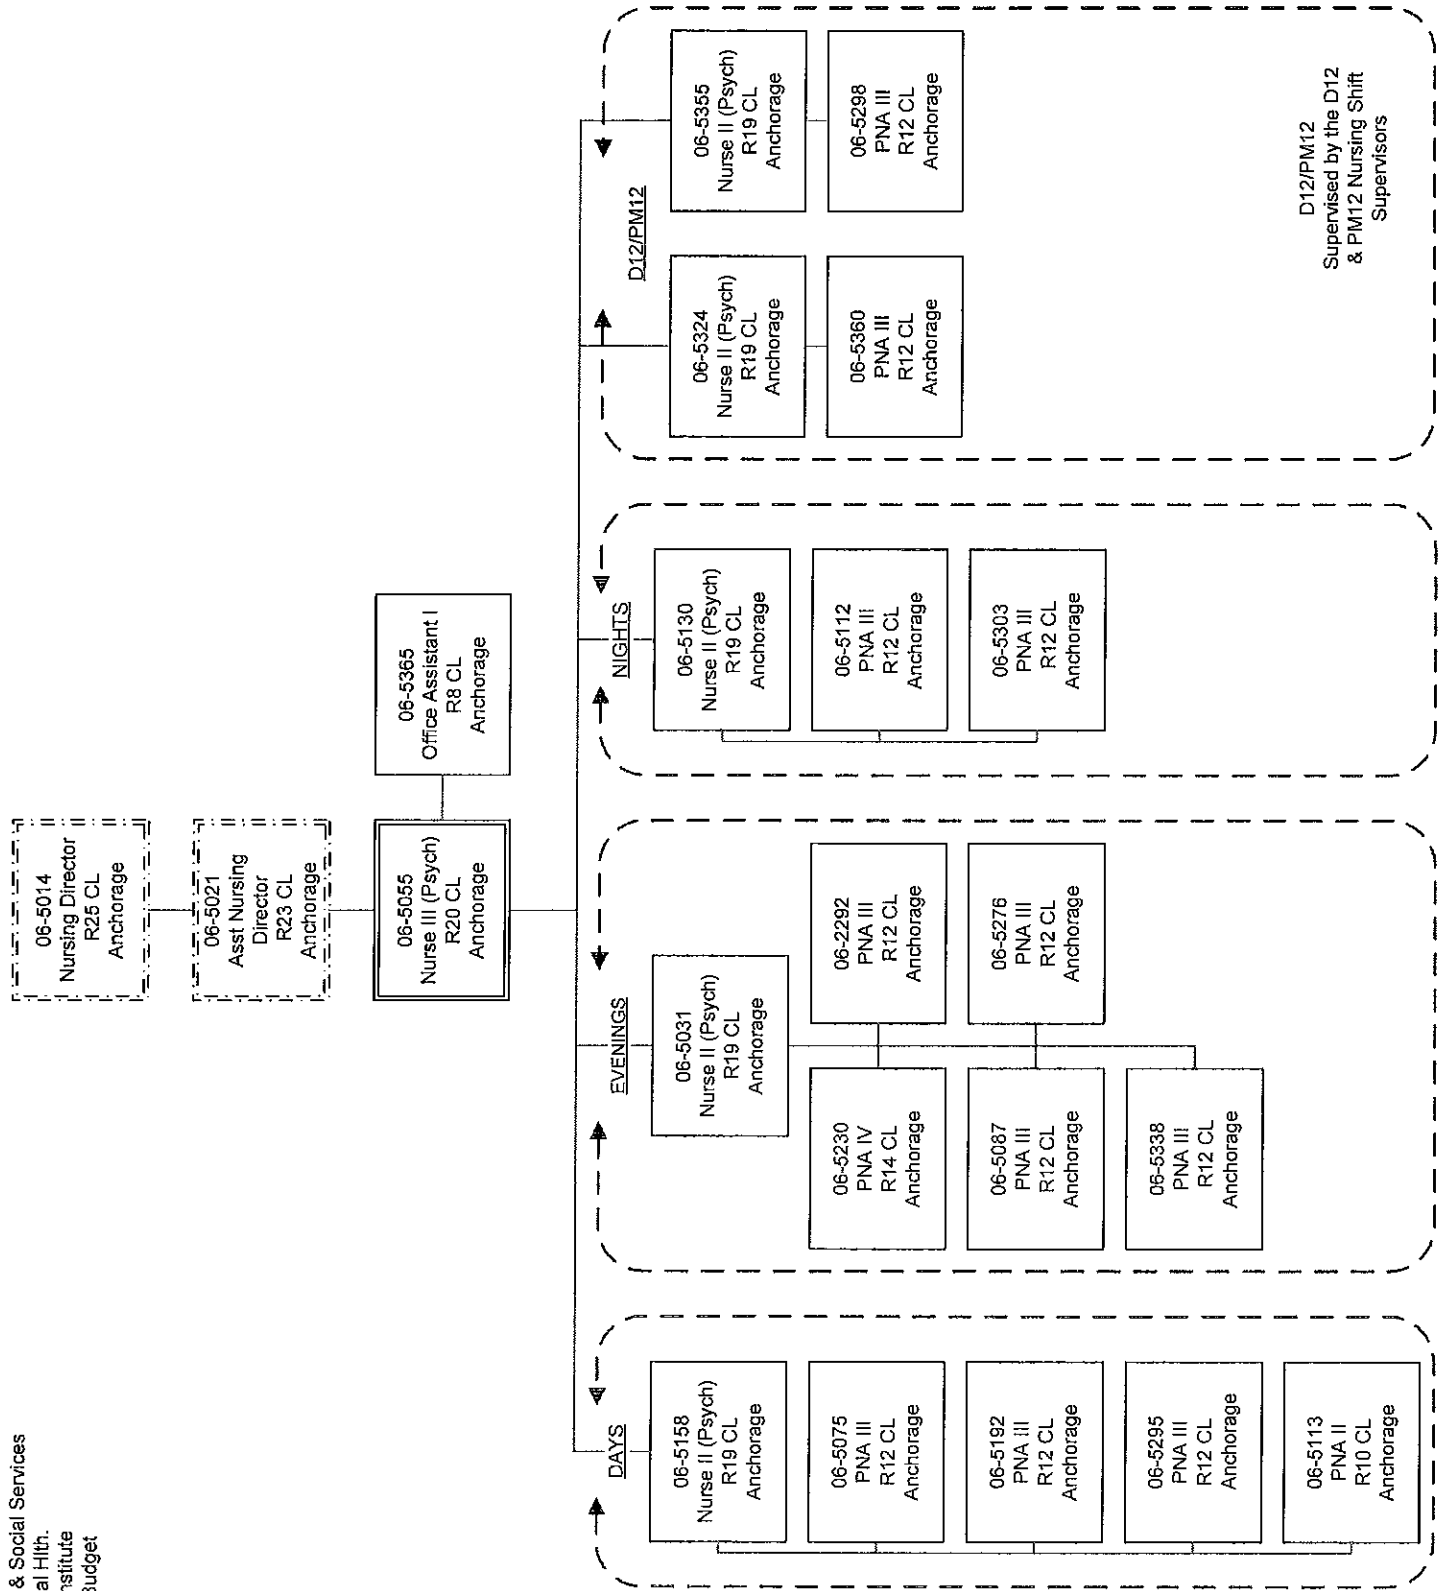 & Social Services
al Hlth.
nstitute
Budget
06-5014
Nursing Director
R25 CL
Anchorage
06-5021
Asst Nursing
Director
R23 CL
Anchorage
06-5055
Nurse III (Psych)
R20 CL
Anchorage
06-5365
Office Assistant I
R8 CL
Anchorage
DAYS
06-5158
Nurse II (Psych)
R19 CL
Anchorage
06-5075
PNA III
R12 CL
Anchorage
06-5192
PNA III
R12 CL
Anchorage
06-5295
PNA III
R12 CL
Anchorage
06-5113
PNA II
R10 CL
Anchorage
EVENINGS
06-5031
Nurse II (Psych)
R19 CL
Anchorage
06-5230
PNA IV
R14 CL
Anchorage
06-2292
PNA III
R12 CL
Anchorage
06-5087
PNA III
R12 CL
Anchorage
06-5276
PNA III
R12 CL
Anchorage
06-5338
PNA III
R12 CL
Anchorage
NIGHTS
06-5130
Nurse II (Psych)
R19 CL
Anchorage
06-5112
PNA III
R12 CL
Anchorage
06-5303
PNA III
R12 CL
Anchorage
D12/PM12
06-5324
Nurse II (Psych)
R19 CL
Anchorage
06-5360
PNA III
R12 CL
Anchorage
06-5355
Nurse II (Psych)
R19 CL
Anchorage
06-5298
PNA III
R12 CL
Anchorage
D12/PM12
Supervised by the D12
& PM12 Nursing Shift
Supervisors